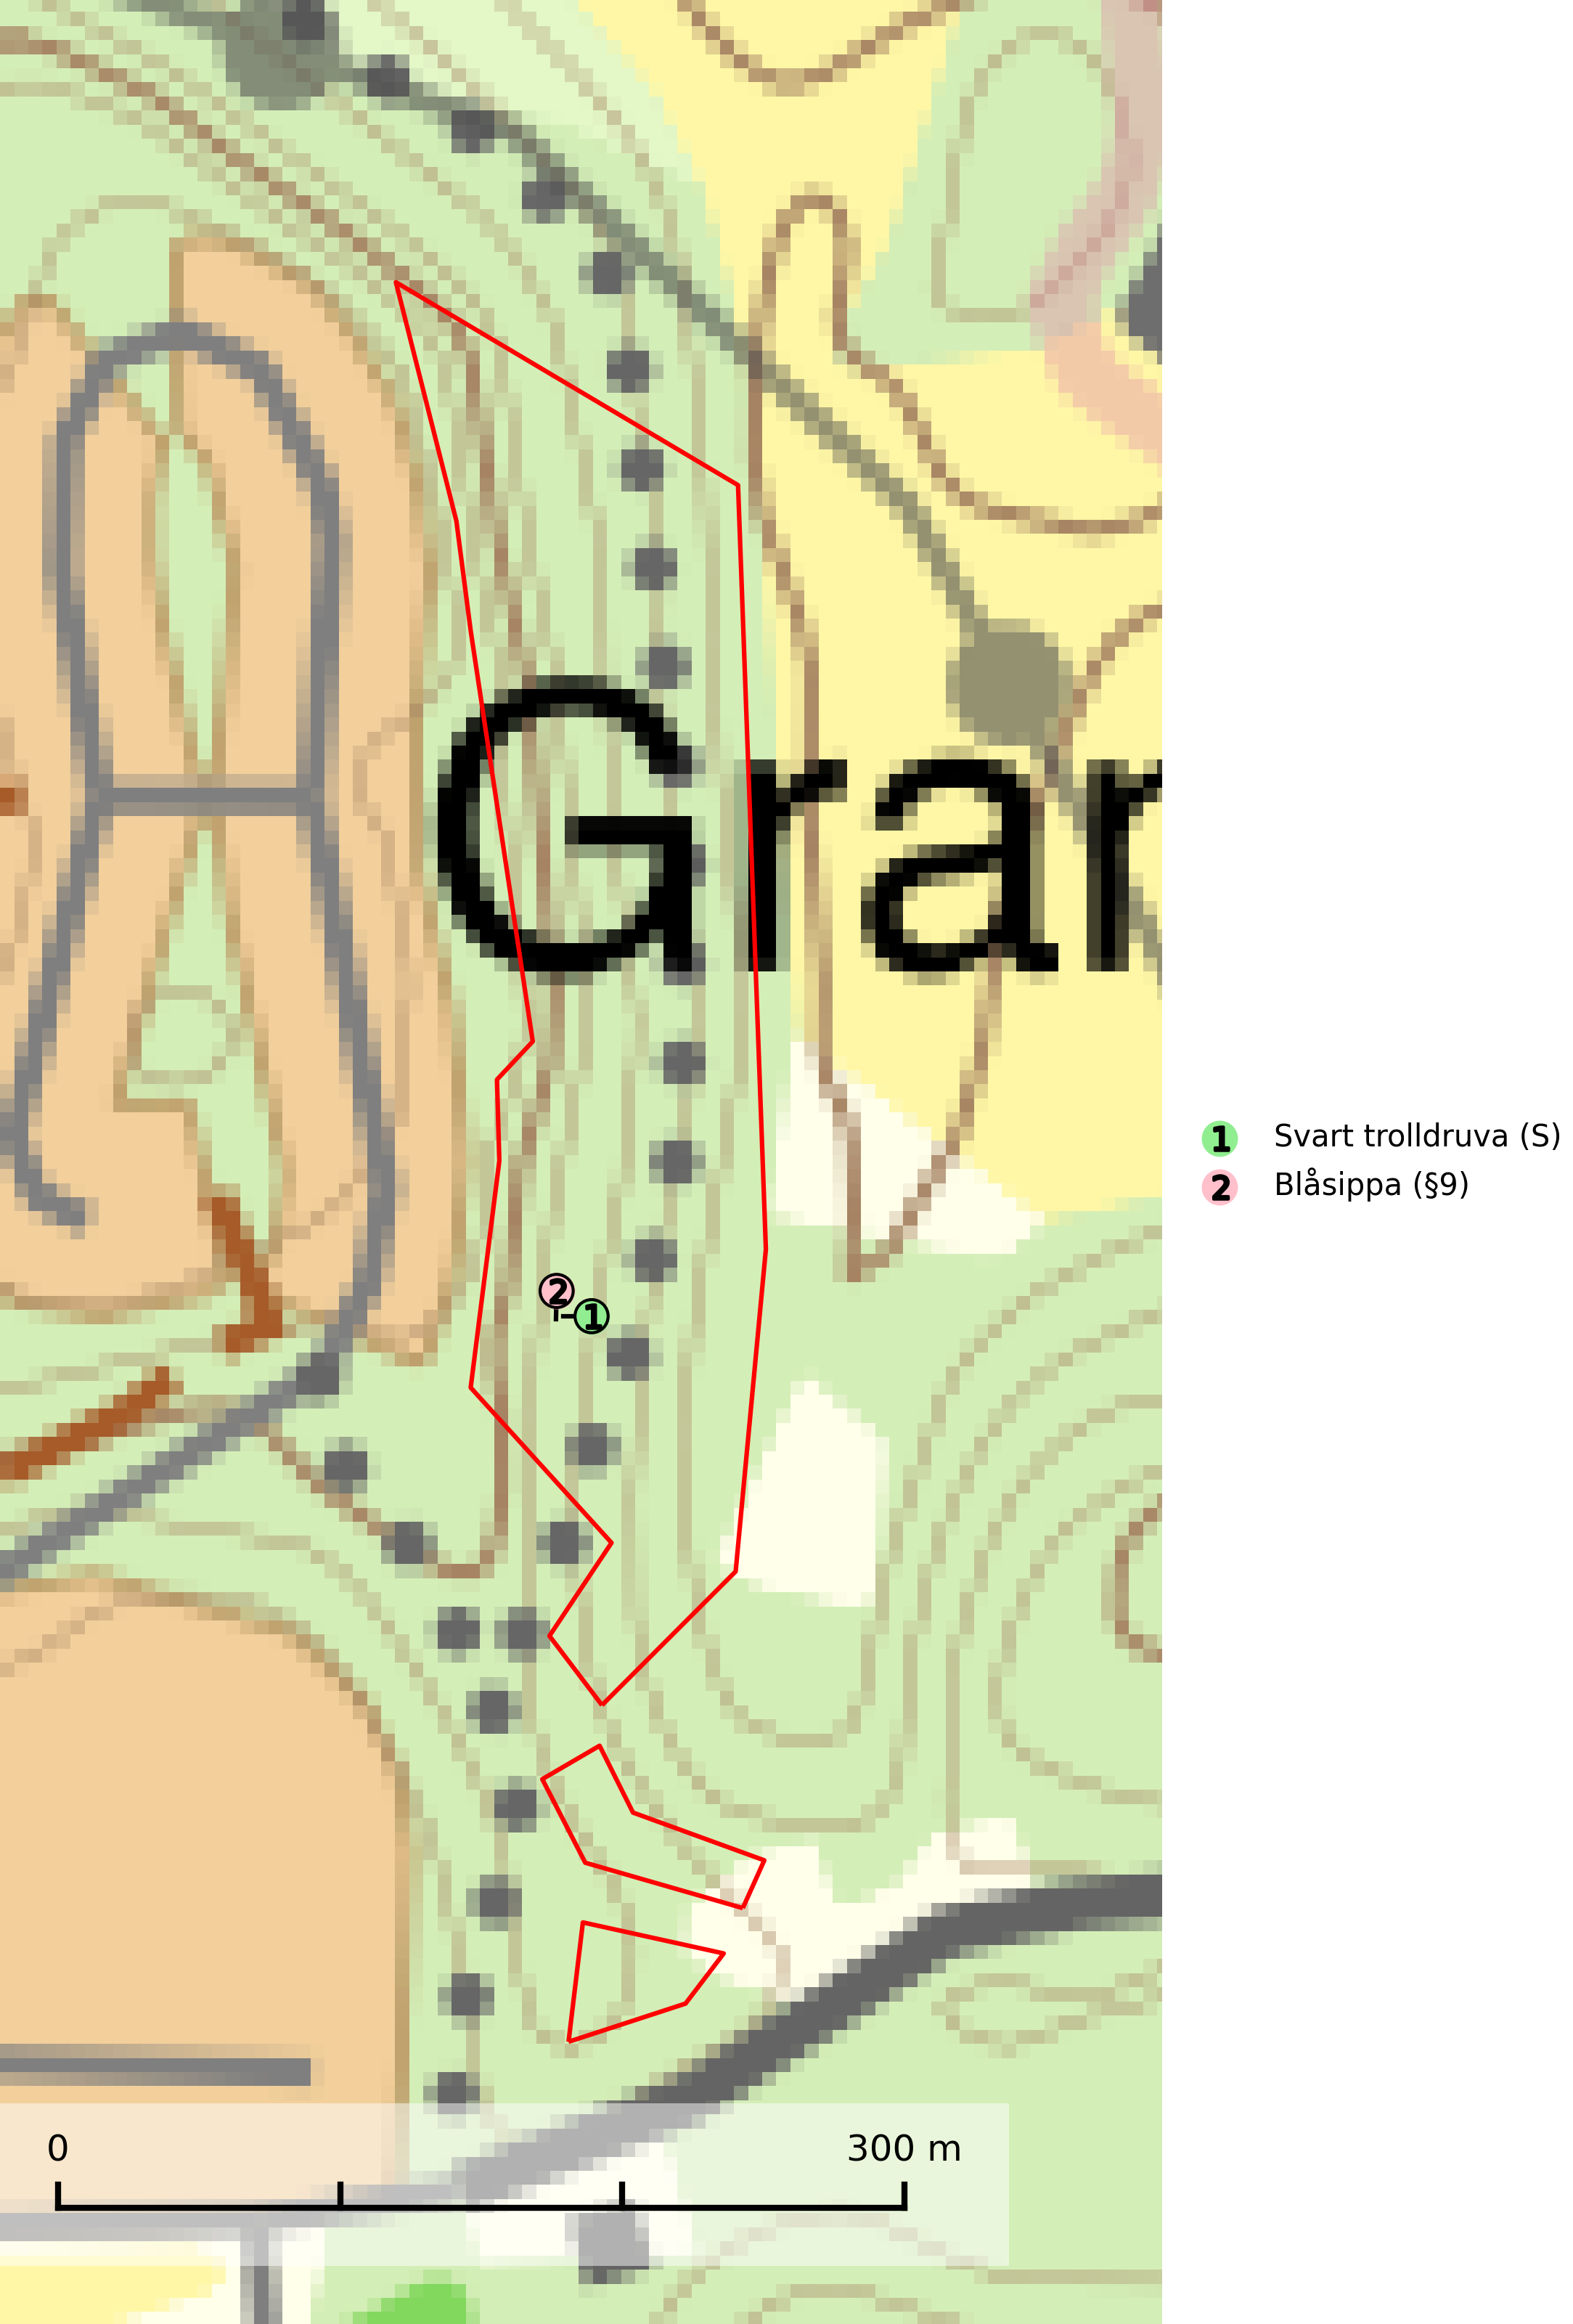 Gran
1 Svart trolldruva (S)
2 Blåsippa (§9)
2
1
0 300 m